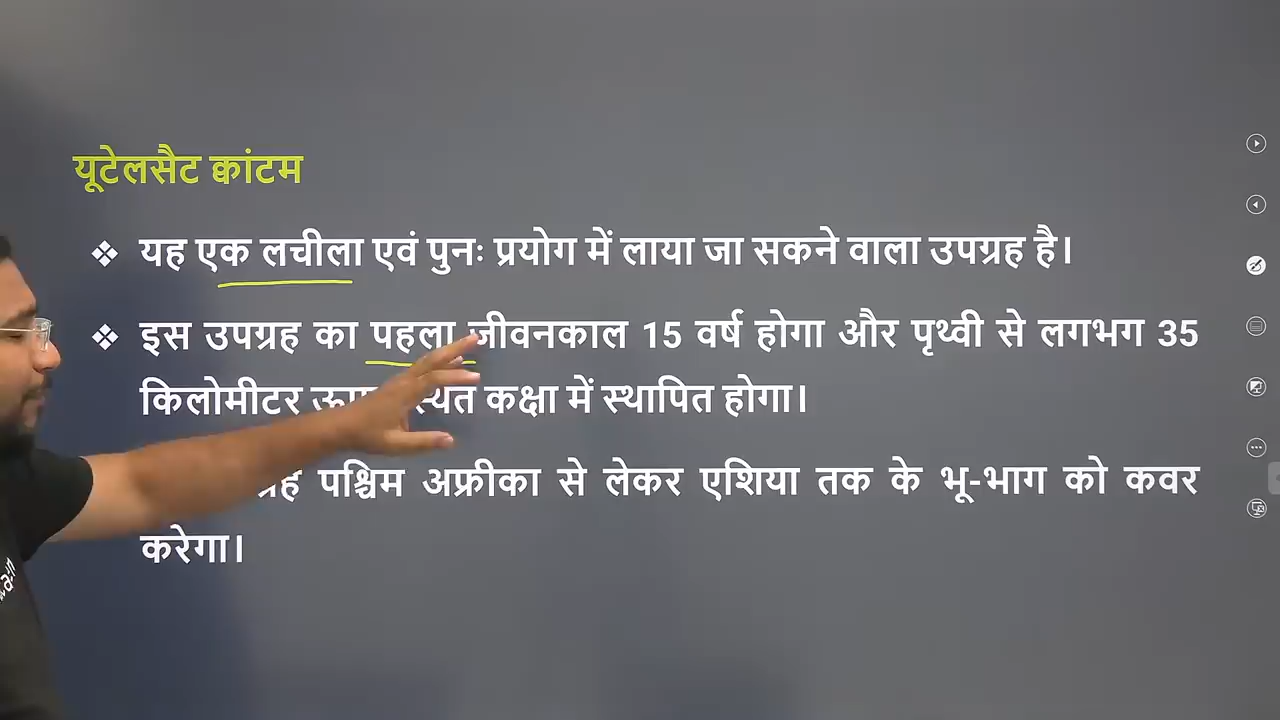 यूटेलसैट क्वांटम
❖ यह एक लचीला एवं पुनः प्रयोग में लाया जा सकने वाला उपग्रह है।
❖ इस उपग्रह का पहला जीवनकाल 15 वर्ष होगा और पृथ्वी से लगभग 35
किलोमीटर कक्षा में स्थापित होगा।
पश्चिम अफ्रीका से लेकर एशिया तक के भू-भाग को कवर
करेगा।